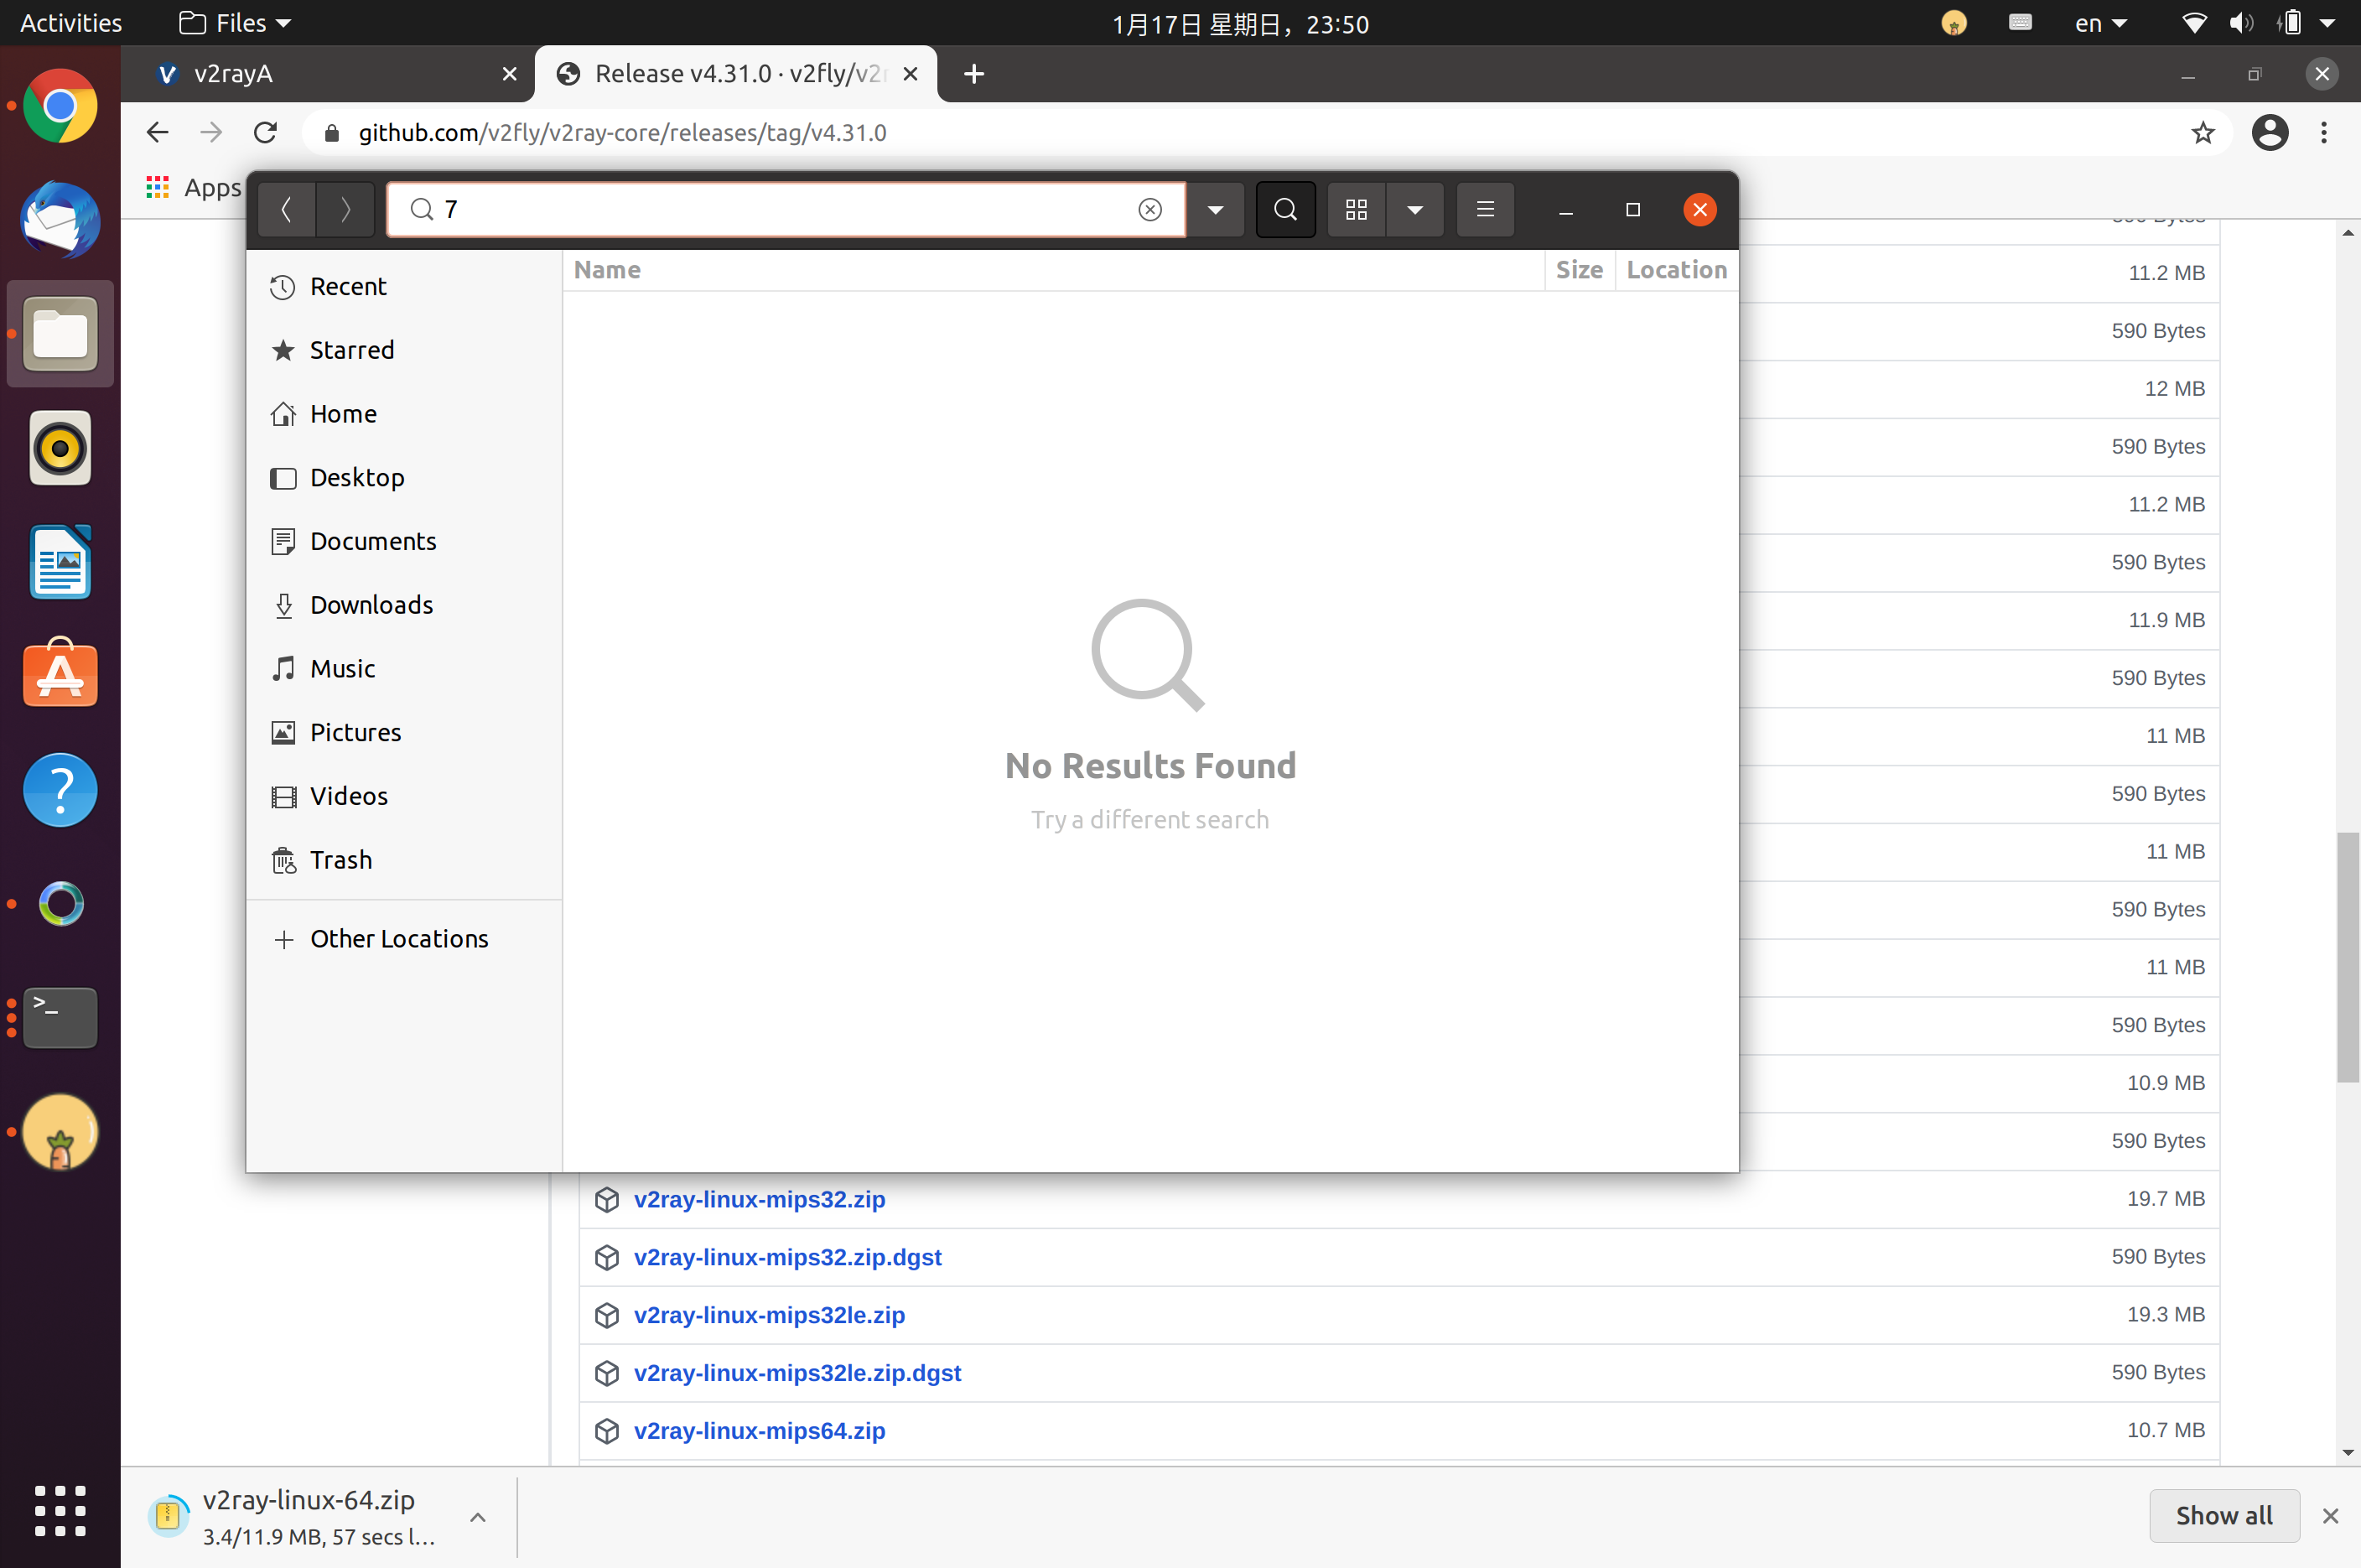 Activities
Files
1月17日 星期日，23:50
en
v2rayA
Release v4.31.0 · v2fly/v2r
github.com/v2fly/v2ray-core/releases/tag/v4.31.0
Apps
7
Name
Size
Location
Recent
Starred
Home
Desktop
Documents
Downloads
Music
Pictures
Videos
Trash
Other Locations
No Results Found
Try a different search
590 Bytes
11.2 MB
590 Bytes
12 MB
590 Bytes
11.2 MB
590 Bytes
11.9 MB
590 Bytes
11 MB
590 Bytes
11 MB
590 Bytes
11 MB
590 Bytes
10.9 MB
590 Bytes
v2ray-linux-mips32.zip
19.7 MB
v2ray-linux-mips32.zip.dgst
590 Bytes
v2ray-linux-mips32le.zip
19.3 MB
v2ray-linux-mips32le.zip.dgst
590 Bytes
v2ray-linux-mips64.zip
10.7 MB
v2ray-linux-64.zip
3.4/11.9 MB, 57 secs l...
Show all